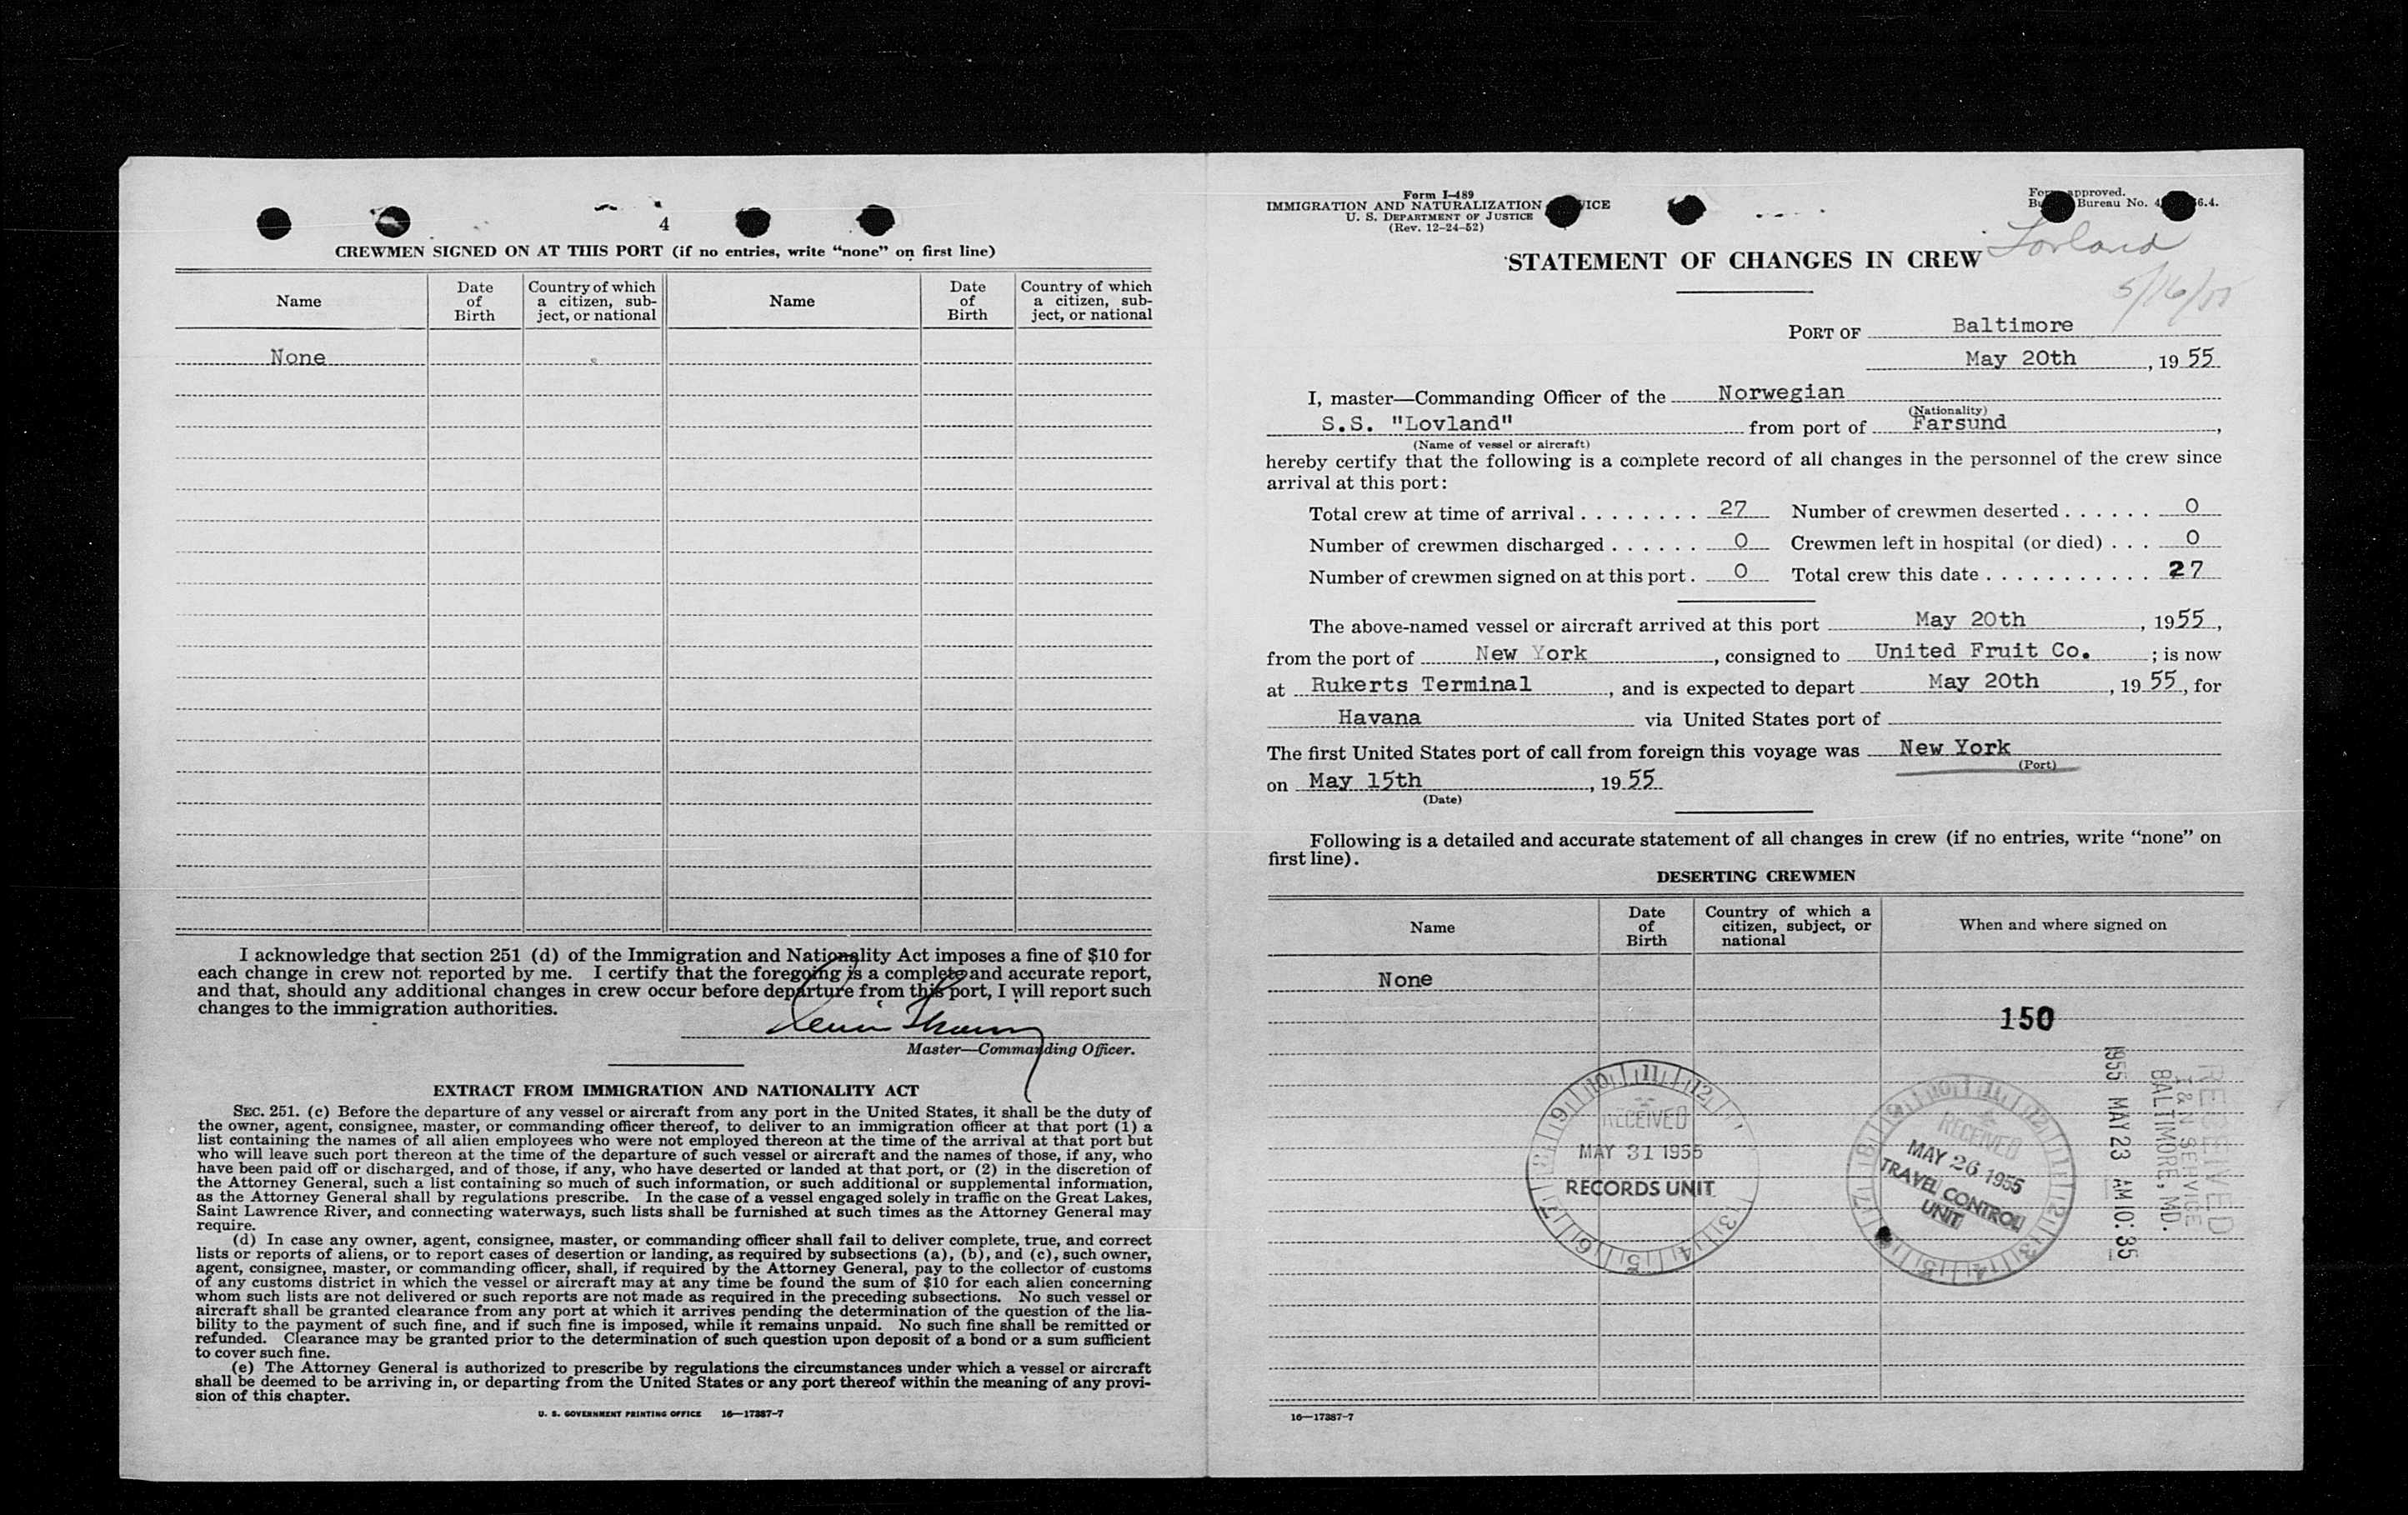 4
CREWMEN SIGNED ON AT THIS PORT (if no entries, write “none” on first line)
Name
Date of Birth
Country of which a citizen, subject, or national
Name
Date of Birth
Country of which a citizen, subject, or national
None
I acknowledge that section 251 (d) of the Immigration and Nationality Act imposes a fine of $10 for
each change in crew not reported by me. I certify that the foregoing is a complete and accurate report,
and that, should any additional changes in crew occur before departure from this port, I will report such
changes to the immigration authorities.
Master—Commanding Officer.
EXTRACT FROM IMMIGRATION AND NATIONALITY ACT
SEC. 251. (c) Before the departure of any vessel or aircraft from any port in the United States, it shall be the duty of
the owner, agent, consignee, master, or commanding officer thereof, to deliver to an immigration officer at that port (1) a
list containing the names of all alien employees who were not employed thereon at the time of the arrival at that port but
who will leave such port thereon at the time of the departure of such vessel or aircraft and the names of those, if any, who
have been paid off or discharged, and of those, if any, who have deserted or landed at that port, or (2) in the discretion of
the Attorney General, such a list containing so much of such information, or such additional or supplemental information,
as the Attorney General shall by regulations prescribe. In the case of a vessel engaged solely in traffic on the Great Lakes,
Saint Lawrence River, and connecting waterways, such lists shall be furnished at such times as the Attorney General may
require.
(d) In case any owner, agent, consignee, master, or commanding officer shall fail to deliver complete, true, and correct
lists or reports of aliens, or to report cases of desertion or landing, as required by subsections (a), (b), and (c), such owner,
agent, consignee, master, or commanding officer, shall, if required by the Attorney General, pay to the collector of customs
of any customs district in which the vessel or aircraft may at any time be found the sum of $10 for each alien concerning
whom such lists are not delivered or such reports are not made as required in the preceding subsections. No such vessel or
aircraft shall be granted clearance from any port at which it arrives pending the determination of the question of the lia-
bility to the payment of such fine, and if such fine is imposed, while it remains unpaid. No such fine shall be remitted or
refunded. Clearance may be granted prior to the determination of such question upon deposit of a bond or a sum sufficient
to cover such fine.
(e) The Attorney General is authorized to prescribe by regulations the circumstances under which a vessel or aircraft
shall be deemed to be arriving in, or departing from the United States or any port thereof within the meaning of any provi-
sion of this chapter.
U. S. GOVERNMENT PRINTING OFFICE 16—17387-7
Form I-489
IMMIGRATION AND NATURALIZATION
U. S. DEPARTMENT OF JUSTICE
(Rev. 12-24-52)
approved.
Bureau No.
6.4.
Lovland
5/16/55
STATEMENT OF CHANGES IN CREW
PORT OF Baltimore
May 20th, 1955
I, master—Commanding Officer of the Norwegian
(Nationality)
S.S. "Lovland" from port of Farsund,
(Name of vessel or aircraft)
hereby certify that the following is a complete record of all changes in the personnel of the crew since
arrival at this port:
Total crew at time of arrival . . . . . . . . 27 Number of crewmen deserted . . . . . . 0
Number of crewmen discharged . . . . . . 0 Crewmen left in hospital (or died) . . . 0
Number of crewmen signed on at this port . 0 Total crew this date . . . . . . . . . . . 27
The above-named vessel or aircraft arrived at this port May 20th, 1955,
from the port of New York, consigned to United Fruit Co.; is now
at Rukerts Terminal, and is expected to depart May 20th, 1955, for
Havana via United States port of
The first United States port of call from foreign this voyage was New York
(Port)
on May 15th, 1955
(Date)
Following is a detailed and accurate statement of all changes in crew (if no entries, write “none” on
first line).
DESERTING CREWMEN
Name
Date of Birth
Country of which a citizen, subject, or national
When and where signed on
None
150
RECEIVED
MAY 31 1955
RECORDS UNIT
RECEIVED
MAY 26 1955
TRAVEL CONTROL
UNIT
RECEIVED
I & N SERVICE
BALTIMORE, MD.
1955 MAY 23 AM 10:35
16—17387-7